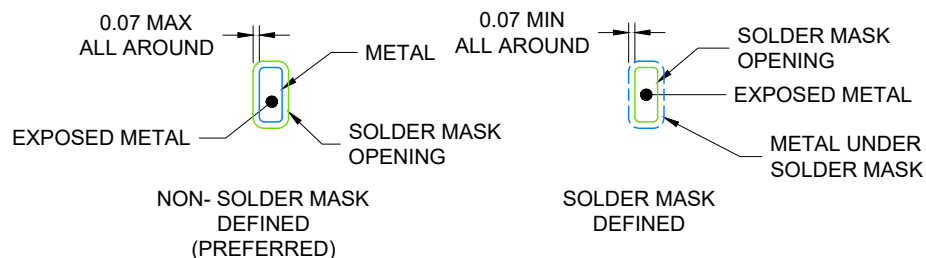 0.07 MAX
ALL AROUND
METAL
EXPOSED METAL
SOLDER MASK
OPENING
NON- SOLDER MASK
DEFINED
(PREFERRED)
0.07 MIN
ALL AROUND
SOLDER MASK
OPENING
EXPOSED METAL
METAL UNDER
SOLDER MASK
SOLDER MASK
DEFINED